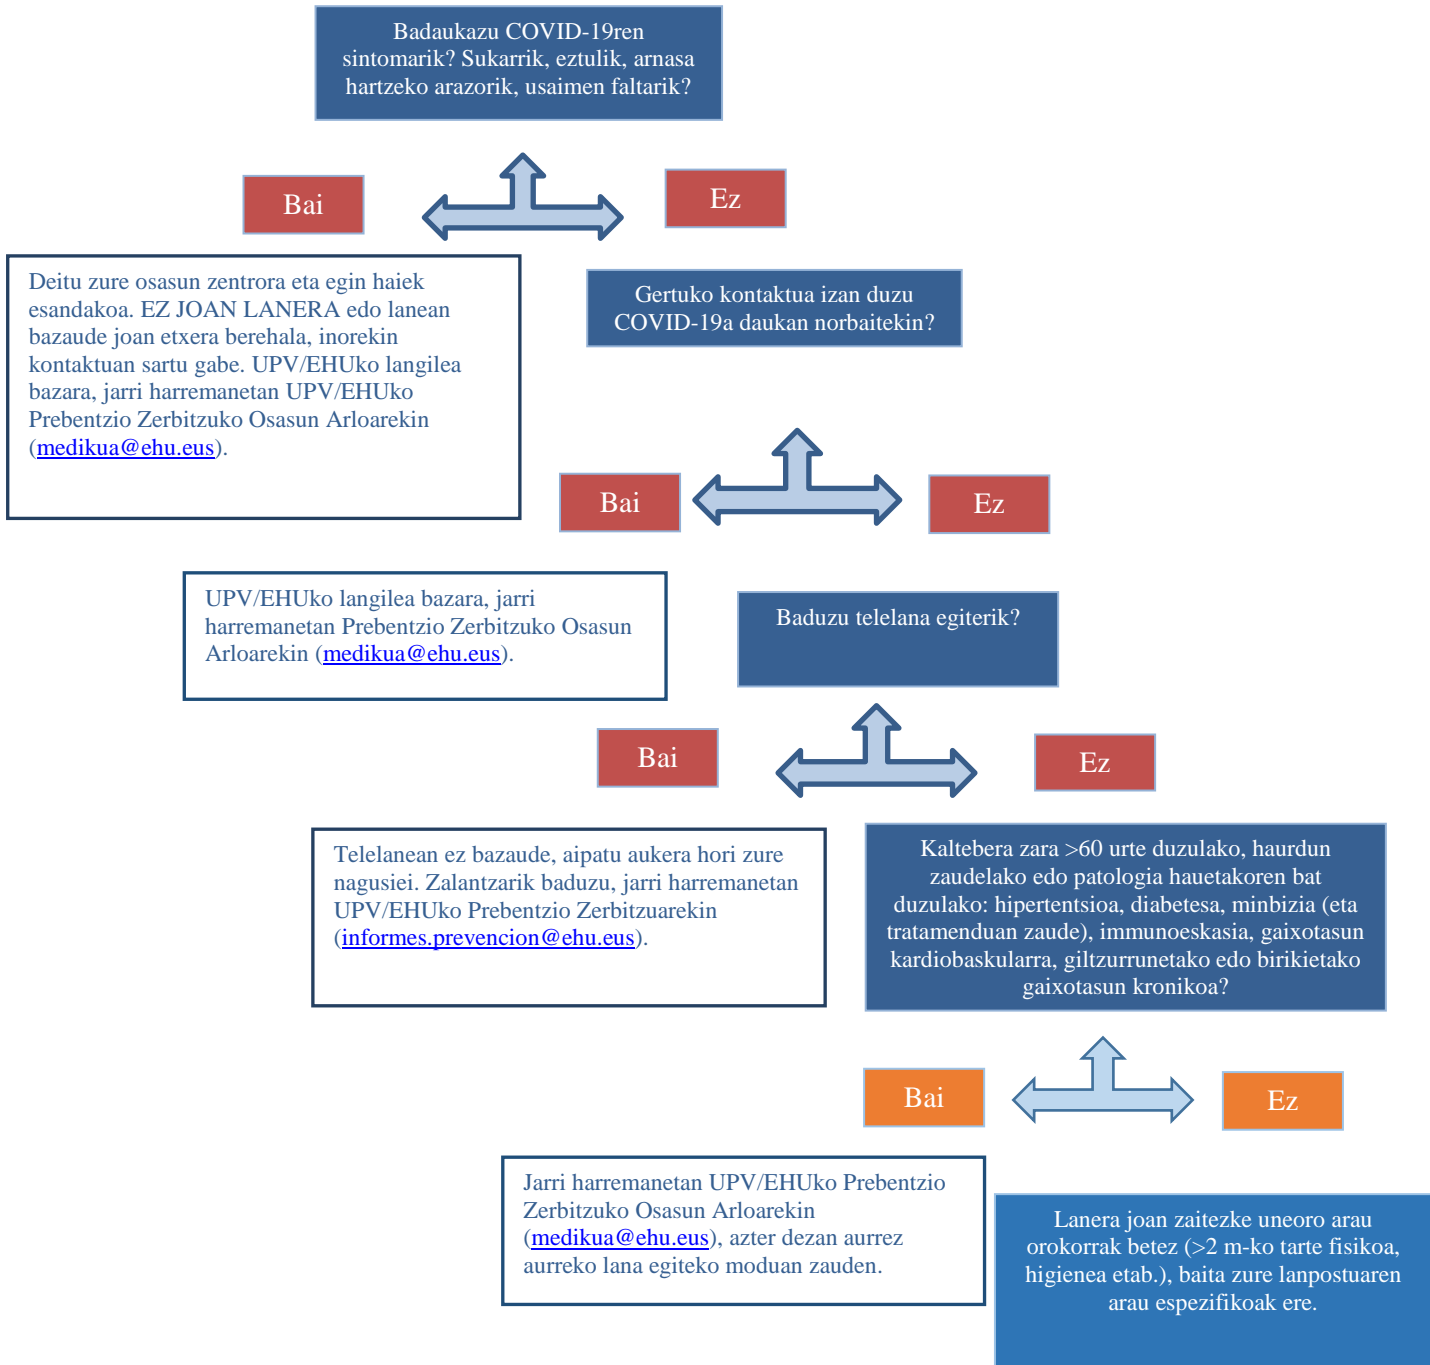 Badaukazu COVID-19ren
sintomarik? Sukarrik, eztulik, arnasa
hartzeko arazorik, usaimen faltarik?
Bai
Ez
Deitu zure osasun zentrora eta egin haiek
esandakoa. EZ JOAN LANERA edo lanean
bazaude joan etxera berehala, inorekin
kontaktuan sartu gabe. UPV/EHUko langilea
bazara, jarri harremanetan UPV/EHUko
Prebentzio Zerbitzuko Osasun Arloarekin
(medikua@ehu.eus).
Gertuko kontaktua izan duzu
COVID-19a daukan norbaitekin?
Bai
Ez
UPV/EHUko langilea bazara, jarri
harremanetan Prebentzio Zerbitzuko Osasun
Arloarekin (medikua@ehu.eus).
Baduzu telelana egiterik?
Bai
Ez
Telelanean ez bazaude, aipatu aukera hori zure
nagusiei. Zalantzarik baduzu, jarri harremanetan
UPV/EHUko Prebentzio Zerbitzuarekin
(informes.prevencion@ehu.eus).
Kaltebera zara >60 urte duzulako, haurdun
zaudelako edo patologia hauetakoren bat
duzulako: hipertentsioa, diabetesa, minbizia (eta
tratamenduan zaude), immunoeskasia, gaixotasun
kardiobaskularra, giltzurrunetako edo birikietako
gaixotasun kronikoa?
Bai
Ez
Jarri harremanetan UPV/EHUko Prebentzio
Zerbitzuko Osasun Arloarekin
(medikua@ehu.eus), azter dezan aurrez
aurreko lana egiteko moduan zauden.
Lanera joan zaitezke uneoro arau
orokorrak betez (>2 m-ko tarte fisikoa,
higienea etab.), baita zure lanpostuaren
arau espezifikoak ere.